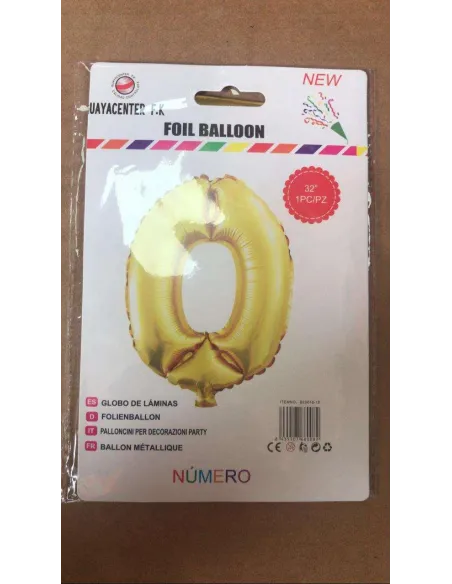 NEW
UAYACENTER F.K
FOIL BALLOON
32"
1PC/PZ
ES GLOBO DE LÁMINAS
D FOLIENBALLON
IT PALLONCINI PER DECORAZIONI PARTY
FR BALLON MÉTALLIQUE
CE
NÚMERO